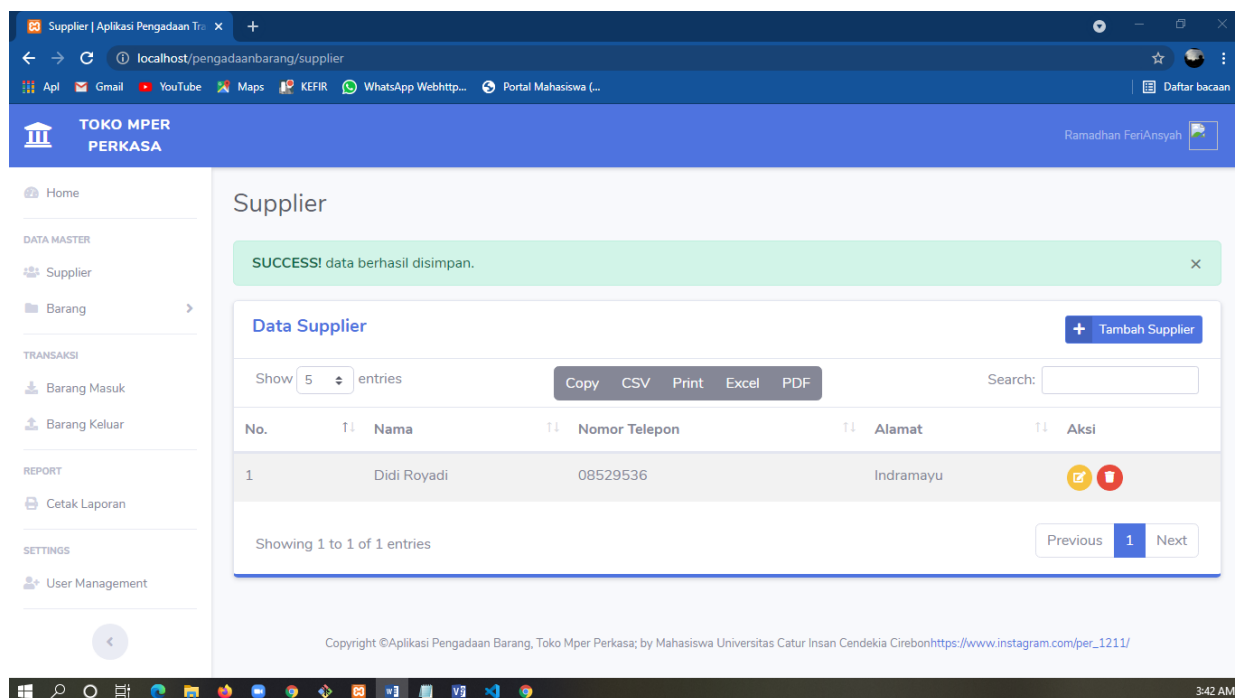 Supplier | Aplikasi Pengadaan Tra
localhost/pengadaanbarang/supplier
Apl Gmail YouTube Maps KEFIR WhatsApp Webhttp... Portal Mahasiswa (... Daftar bacaan
TOKO MPER
PERKASA
Ramadhan FeriAnsyah
Home
Supplier
DATA MASTER
SUCCESS! data berhasil disimpan. ×
Supplier
Barang
Data Supplier
+ Tambah Supplier
TRANSAKSI
Barang Masuk
Show 5 entries
Copy CSV Print Excel PDF
Search:
Barang Keluar
No. Nama Nomor Telepon Alamat Aksi
REPORT
1 Didi Royadi 08529536 Indramayu
Cetak Laporan
Showing 1 to 1 of 1 entries
Previous 1 Next
SETTINGS
User Management
Copyright ©Aplikasi Pengadaan Barang, Toko Mper Perkasa; by Mahasiswa Universitas Catur Insan Cendekia Cirebonhttps://www.instagram.com/per_1211/
3:42 AM